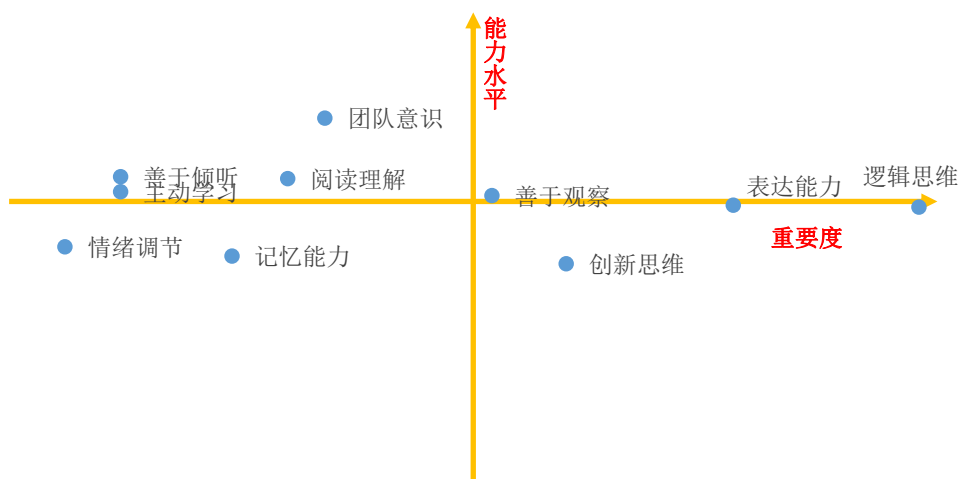 能力水平
团队意识
善于倾听
阅读理解
主动学习
善于观察
表达能力
逻辑思维
重要度
情绪调节
记忆能力
创新思维